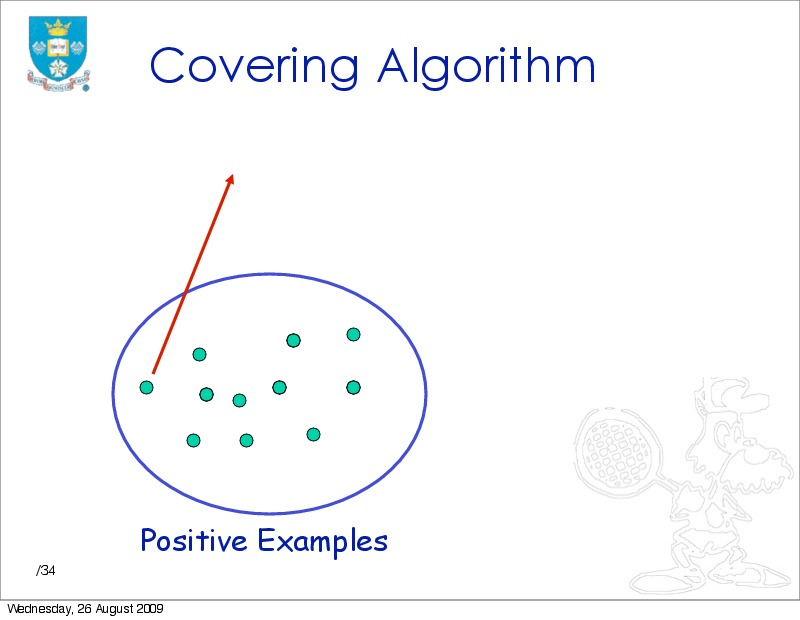 Covering Algorithm
Positive Examples
/34
Wednesday, 26 August 2009